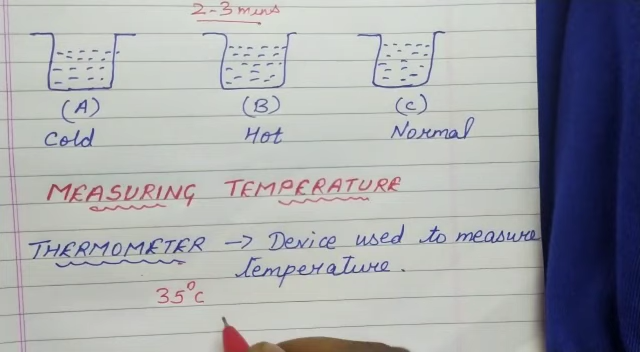 2-3 mins
(A) (B) (C)
Cold Hot Normal
MEASURING TEMPERATURE
THERMOMETER → Device used to measure
temperature.
35°C